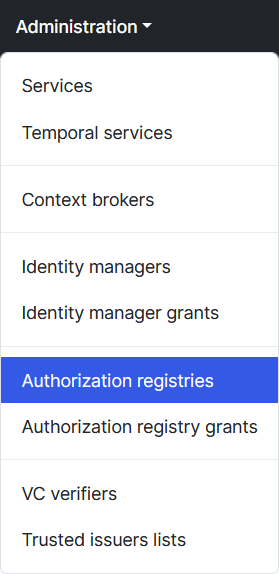 Administration
Services
Temporal services
Context brokers
Identity managers
Identity manager grants
Authorization registries
Authorization registry grants
VC verifiers
Trusted issuers lists